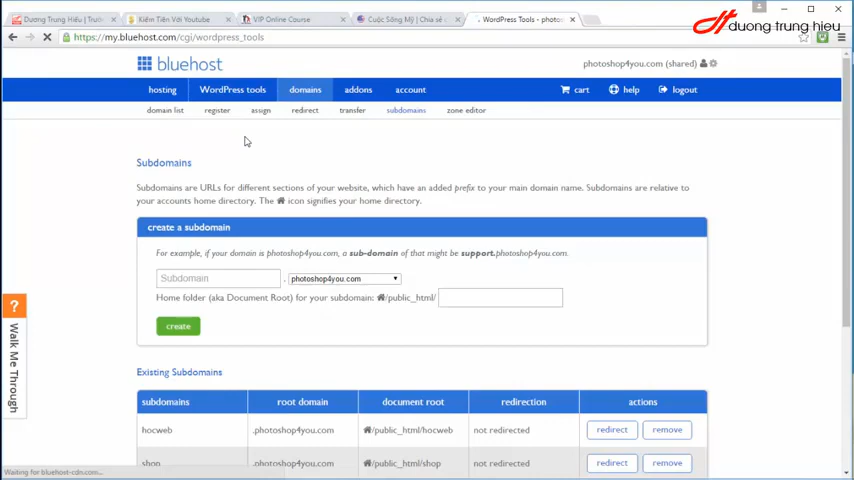 Dương Trung Hiếu | Trườ
Kiếm Tiền Với Youtube
VIP Online Course
Cuộc Sống Mỹ | Chia sẻ
WordPress Tools - photos
dt duong trung hieu
https://my.bluehost.com/cgi/wordpress_tools
bluehost
photoshop4you.com (shared)
hosting WordPress tools domains addons account cart help logout
domain list register assign redirect transfer subdomains zone editor
Subdomains
Subdomains are URLs for different sections of your website, which have an added prefix to your main domain name. Subdomains are relative to
your accounts home directory. The icon signifies your home directory.
create a subdomain
For example, if your domain is photoshop4you.com, a sub-domain of that might be support.photoshop4you.com.
Subdomain . photoshop4you.com
Home folder (aka Document Root) for your subdomain: /public_html/
create
? Walk Me Through
Existing Subdomains
subdomains root domain document root redirection actions
hocweb .photoshop4you.com /public_html/hocweb not redirected redirect remove
shop .photoshop4you.com /public_html/shop not redirected redirect remove
Waiting for bluehost-cdn.com...